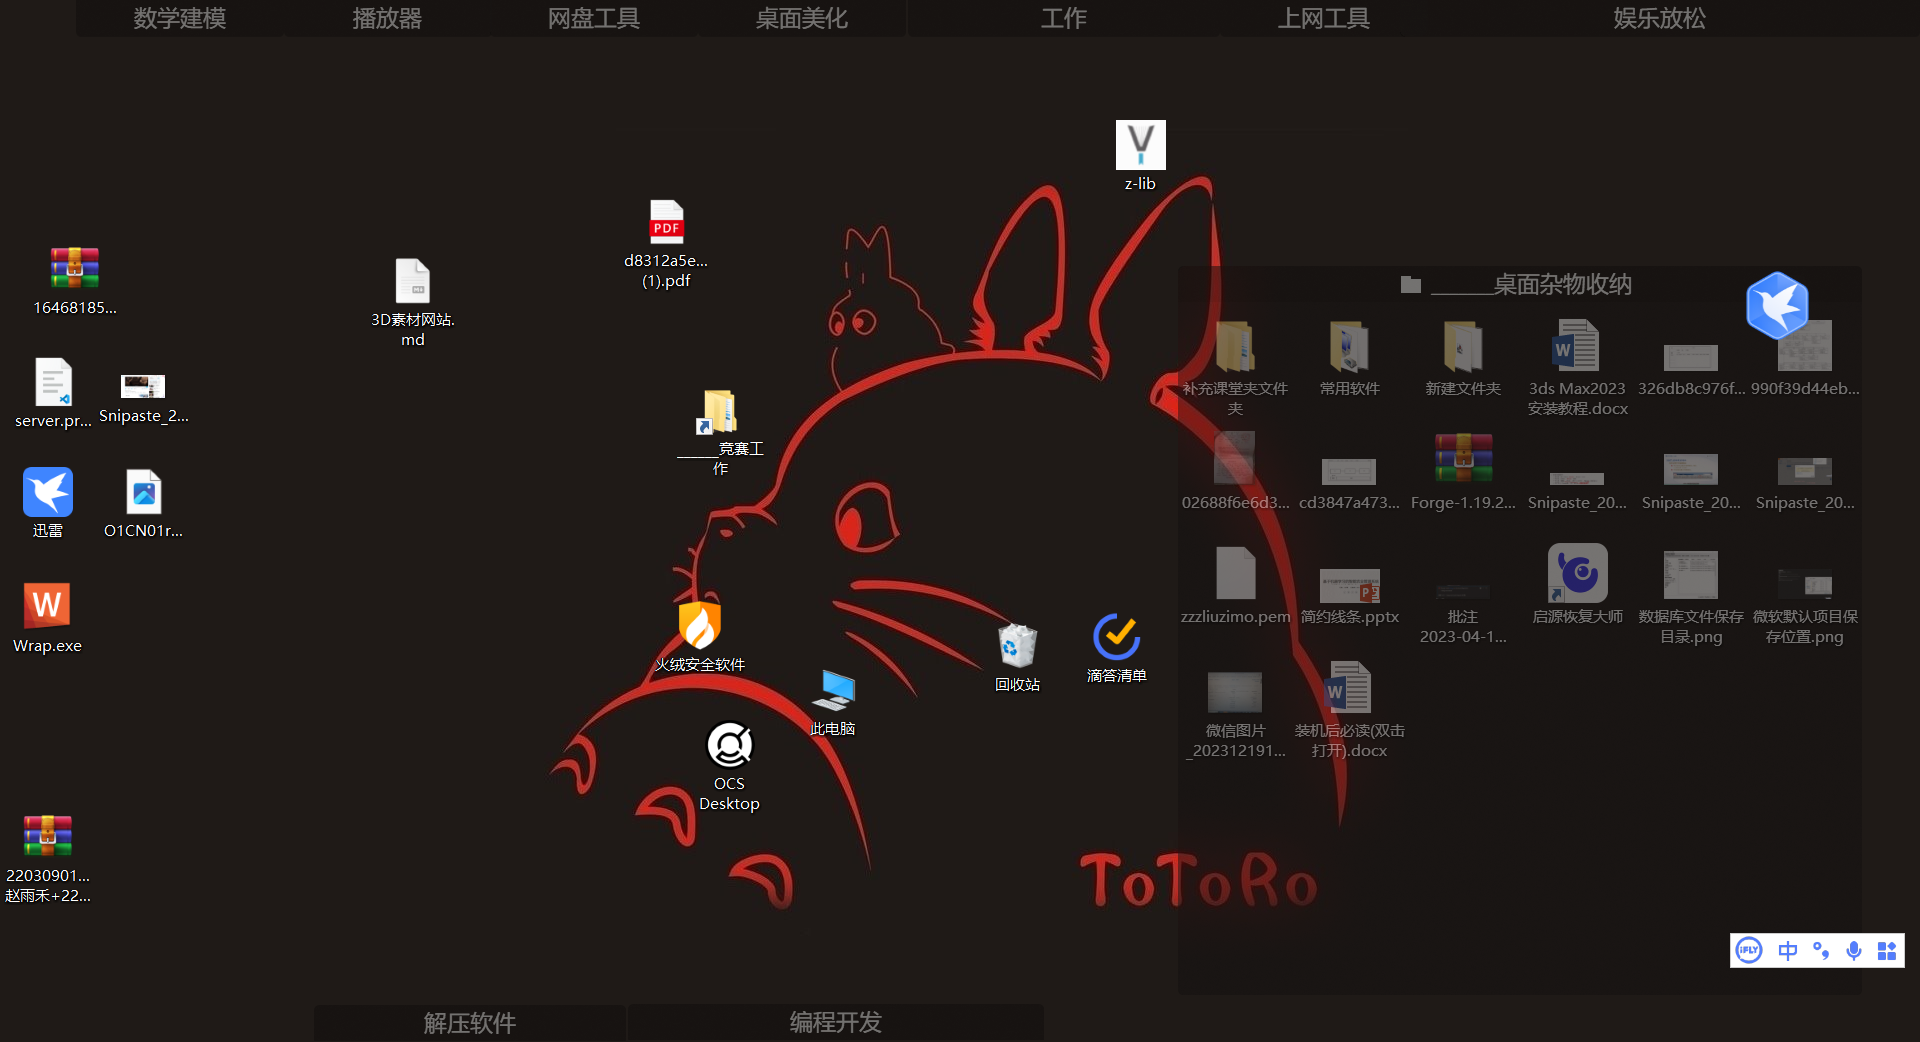 数学建模
播放器
网盘工具
桌面美化
工作
上网工具
娱乐放松
z-lib
PDF
d8312a5e...
(1).pdf
16468185...
3D素材网站.
md
server.pr...
Snipaste_2...
______竞赛工
作
迅雷
O1CN01r...
W
Wrap.exe
火绒安全软件
回收站
滴答清单
此电脑
OCS
Desktop
22030901...
赵雨禾+22...
ToToRo
______桌面杂物收纳
补充课堂夹文件
夹
常用软件
新建文件夹
3ds Max2023
安装教程.docx
326db8c976f...
990f39d44eb...
02688f6e6d3...
cd3847a473...
Forge-1.19.2...
Snipaste_20...
Snipaste_20...
Snipaste_20...
zzzliuzimo.pem
简约线条.pptx
批注
2023-04-1...
启源恢复大师
数据库文件保存
目录.png
微软默认项目保
存位置.png
微信图片
_202312191...
装机后必读(双击
打开).docx
iFLY
中
解压软件
编程开发